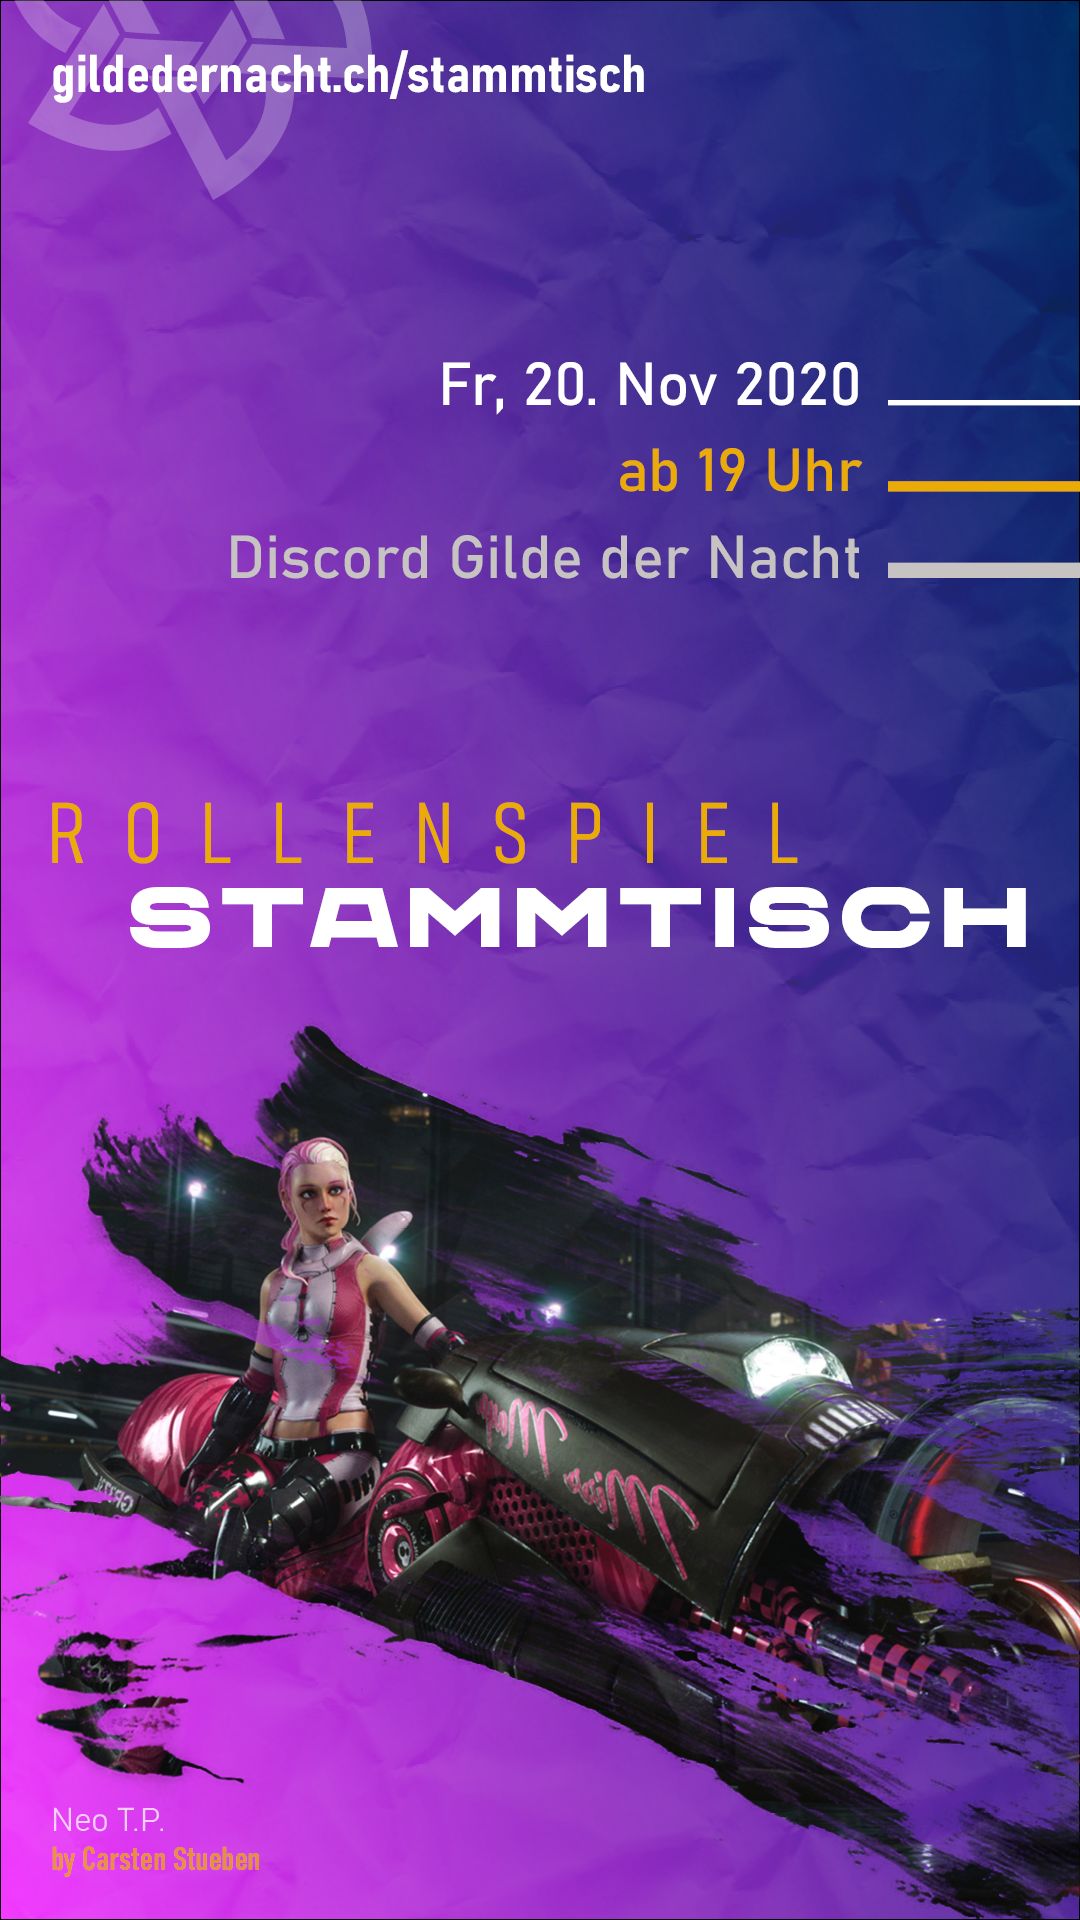 gildedernacht.ch/stammtisch
Fr, 20. Nov 2020
ab 19 Uhr
Discord Gilde der Nacht
ROLLENSPIEL
STAMMTISCH
Neo T.P.
by Carsten Stueben